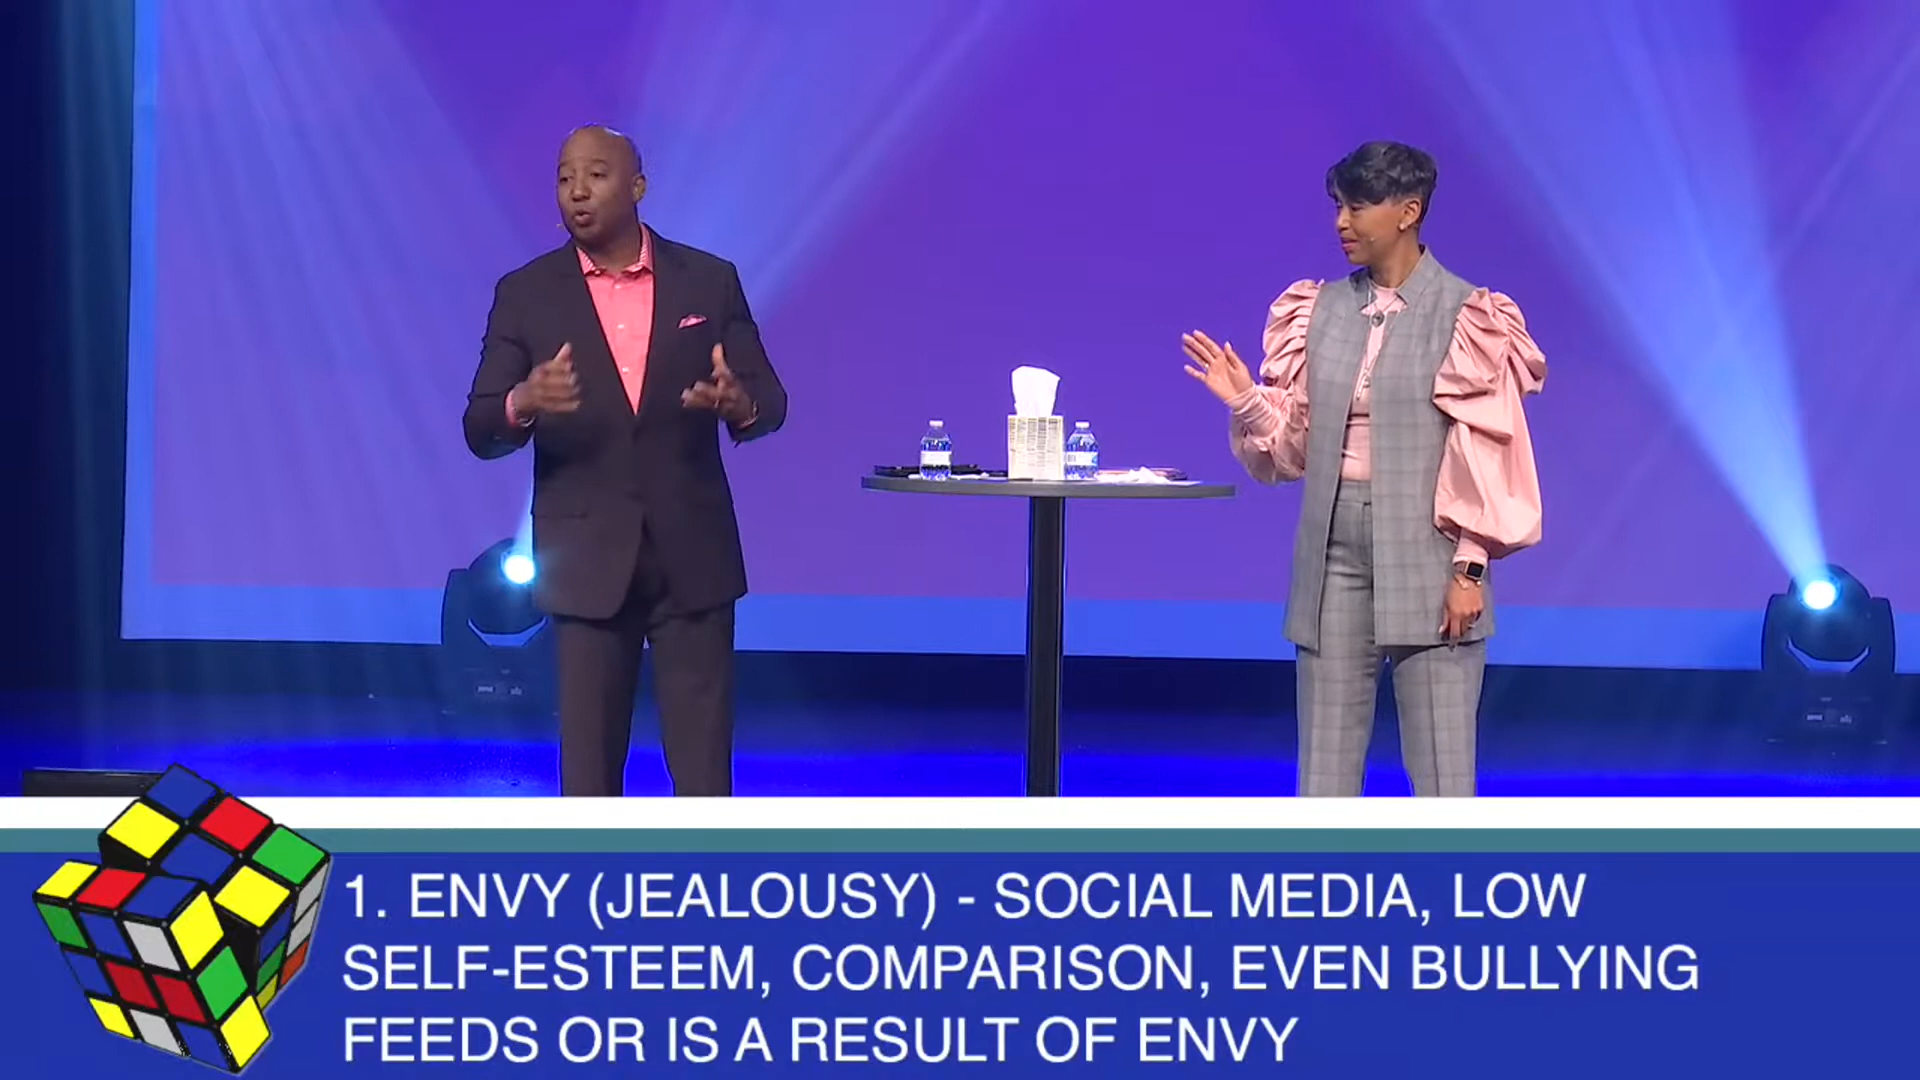 1. ENVY (JEALOUSY) - SOCIAL MEDIA, LOW
SELF-ESTEEM, COMPARISON, EVEN BULLYING
FEEDS OR IS A RESULT OF ENVY